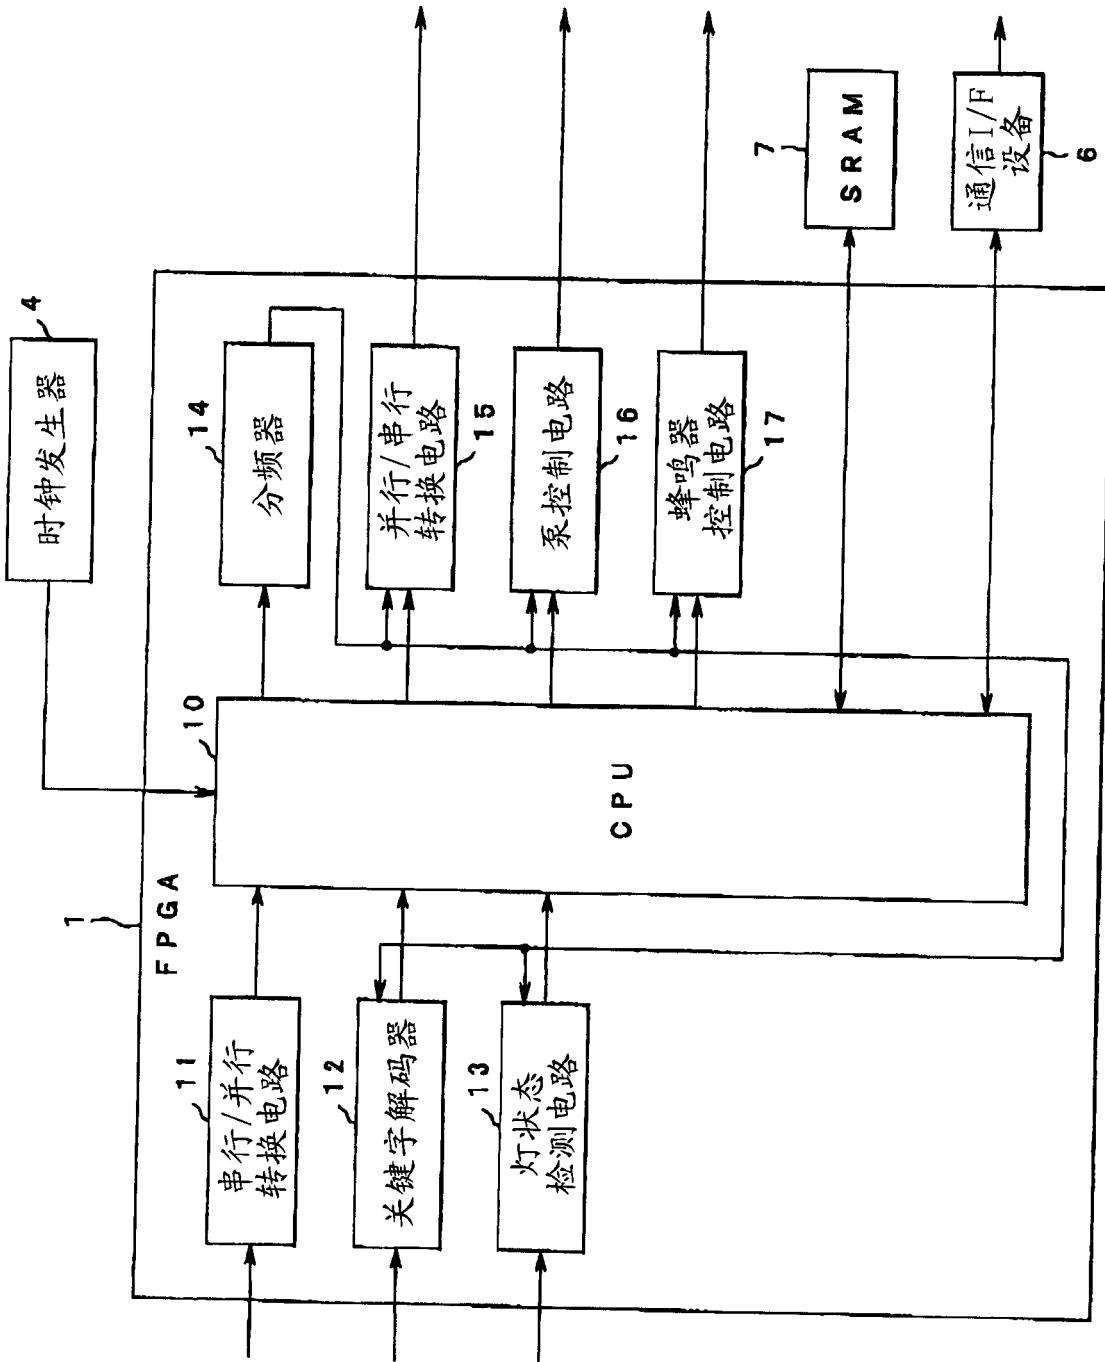 时钟发生器
4
1
FPGA
10
CPU
11
串行/并行
转换电路
12
关键字解码器
13
灯状态
检测电路
14
分频器
并行/串行
转换电路
15
泵控制电路
16
蜂鸣器
控制电路
17
7
SRAM
通信I/F
设备
6